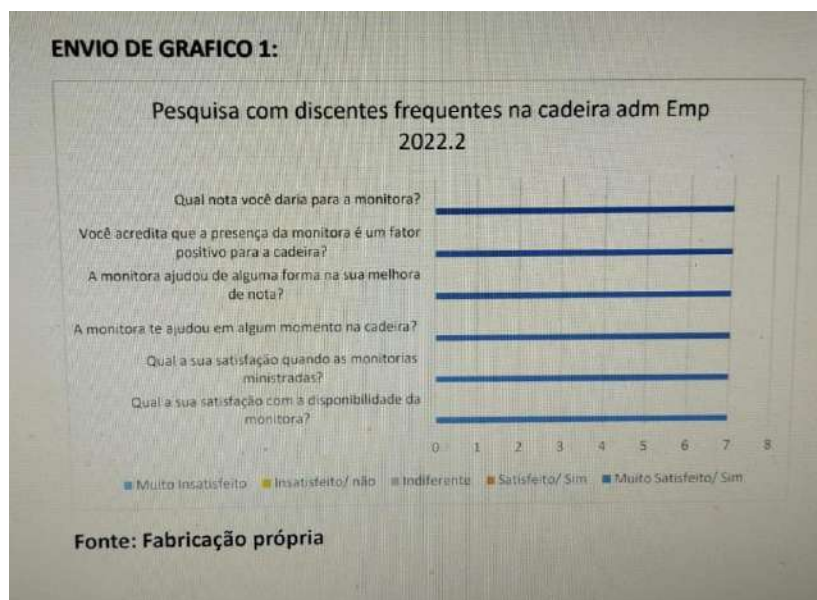 ENVIO DE GRAFICO 1:
Pesquisa com discentes frequentes na cadeira adm Emp
2022.2
Qual nota você daria para a monitora?
Você acredita que a presença da monitora é um fator
positivo para a cadeira?
A monitora ajudou de alguma forma na sua melhora
de nota?
A monitora te ajudou em algum momento na cadeira?
Qual a sua satisfação quando as monitorias
ministradas?
Qual a sua satisfação com a disponibilidade da
monitora?
0 1 2 3 4 5 6 7 8
Muito Insatisfeito Insatisfeito/ não Indiferente Satisfeito/ Sim Muito Satisfeito/ Sim
Fonte: Fabricação própria